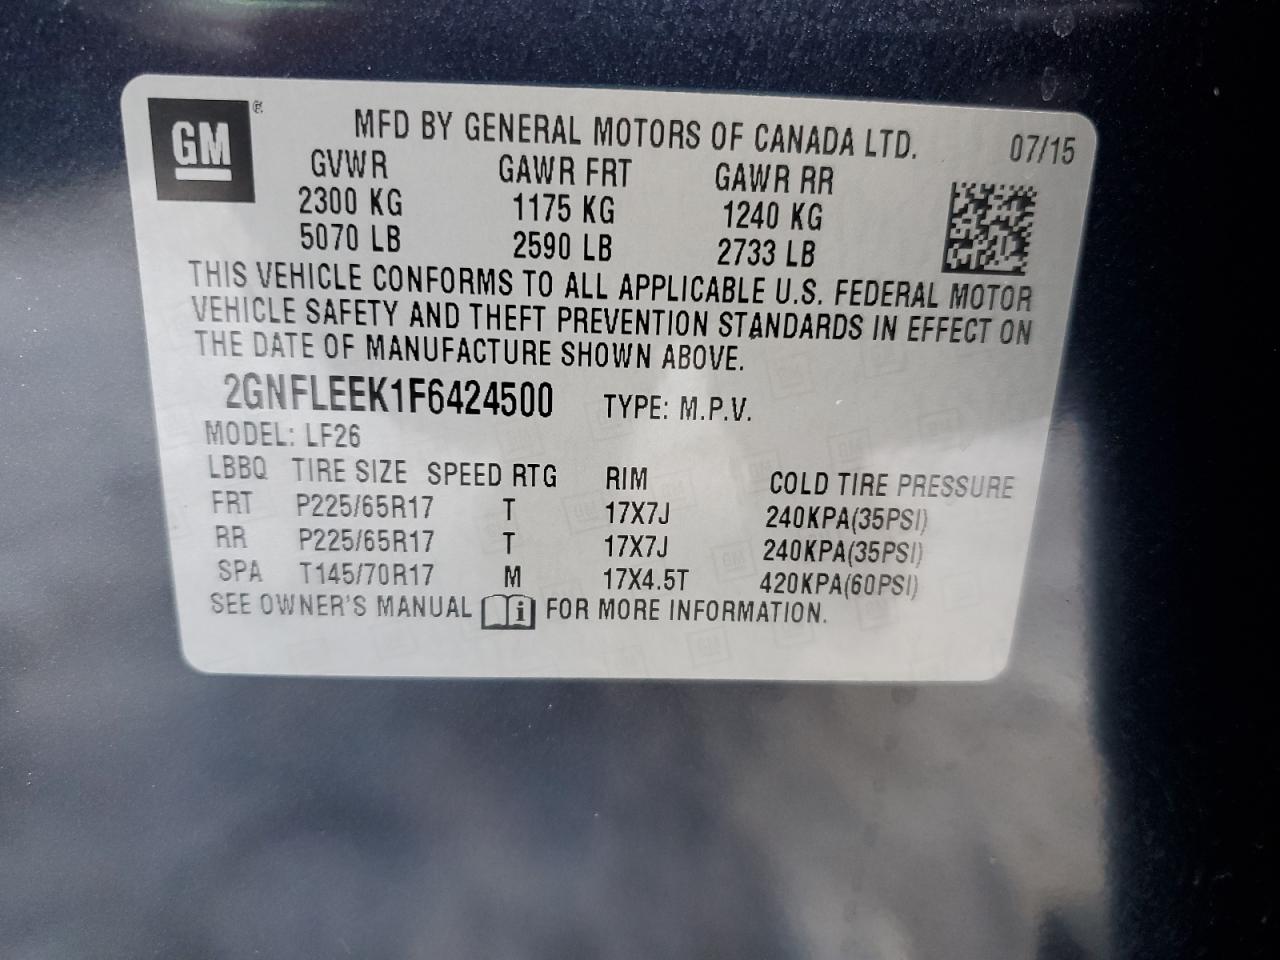 GM®
MFD BY GENERAL MOTORS OF CANADA LTD. 07/15
GVWR GAWR FRT GAWR RR
2300 KG 1175 KG 1240 KG
5070 LB 2590 LB 2733 LB
THIS VEHICLE CONFORMS TO ALL APPLICABLE U.S. FEDERAL MOTOR
VEHICLE SAFETY AND THEFT PREVENTION STANDARDS IN EFFECT ON
THE DATE OF MANUFACTURE SHOWN ABOVE.
2GNFLEEK1F6424500 TYPE: M.P.V.
MODEL: LF26
LBBQ TIRE SIZE SPEED RTG RIM COLD TIRE PRESSURE
FRT P225/65R17 T 17X7J 240KPA(35PSI)
RR P225/65R17 T 17X7J 240KPA(35PSI)
SPA T145/70R17 M 17X4.5T 420KPA(60PSI)
SEE OWNER'S MANUAL i FOR MORE INFORMATION.